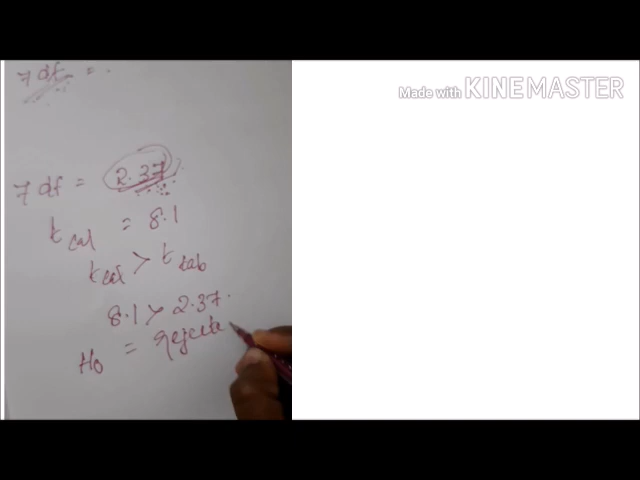 7 df = .
Made with KINEMASTER
7 df = 2.37
t cal = 8.1
t cal > t tab
8.1 > 2.37.
H0 = Rejecte